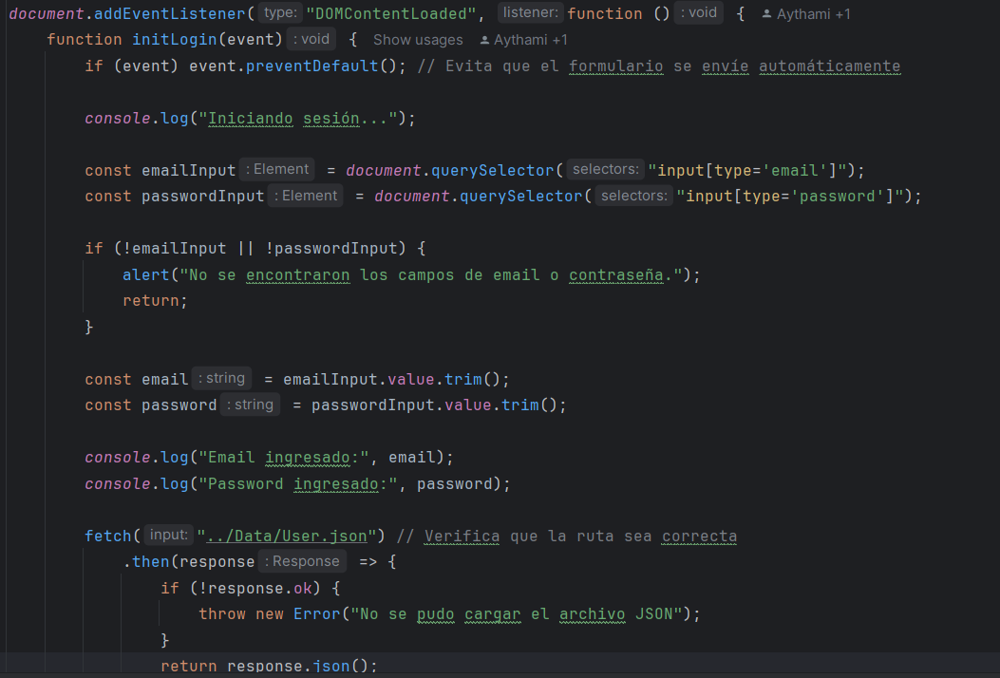 document.addEventListener( type: "DOMContentLoaded", listener: function () : void { Aythami +1
function initLogin(event) : void { Show usages Aythami +1
if (event) event.preventDefault(); // Evita que el formulario se envíe automáticamente
console.log("Iniciando sesión...");
const emailInput : Element = document.querySelector( selectors: "input[type='email']");
const passwordInput : Element = document.querySelector( selectors: "input[type='password']");
if (!emailInput || !passwordInput) {
alert("No se encontraron los campos de email o contraseña.");
return;
}
const email : string = emailInput.value.trim();
const password : string = passwordInput.value.trim();
console.log("Email ingresado:", email);
console.log("Password ingresado:", password);
fetch( input: "../Data/User.json") // Verifica que la ruta sea correcta
.then(response : Response => {
if (!response.ok) {
throw new Error("No se pudo cargar el archivo JSON");
}
return response.json();